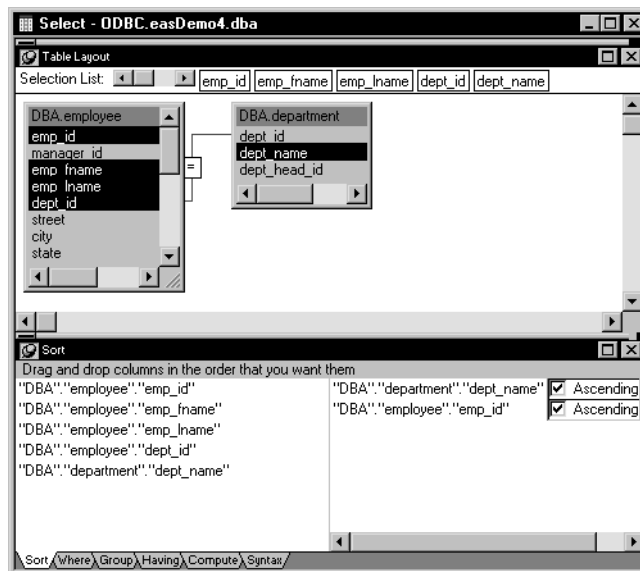 Select - ODBC.easDemo4.dba
Table Layout
Selection List: emp_id emp_fname emp_lname dept_id dept_name
DBA.employee
emp_id
manager_id
emp_fname
emp_lname
dept_id
street
city
state
=
DBA.department
dept_id
dept_name
dept_head_id
Sort
Drag and drop columns in the order that you want them
"DBA"."employee"."emp_id"
"DBA"."employee"."emp_fname"
"DBA"."employee"."emp_lname"
"DBA"."employee"."dept_id"
"DBA"."department"."dept_name"
"DBA"."department"."dept_name" Ascending
"DBA"."employee"."emp_id" Ascending
Sort Where Group Having Compute Syntax